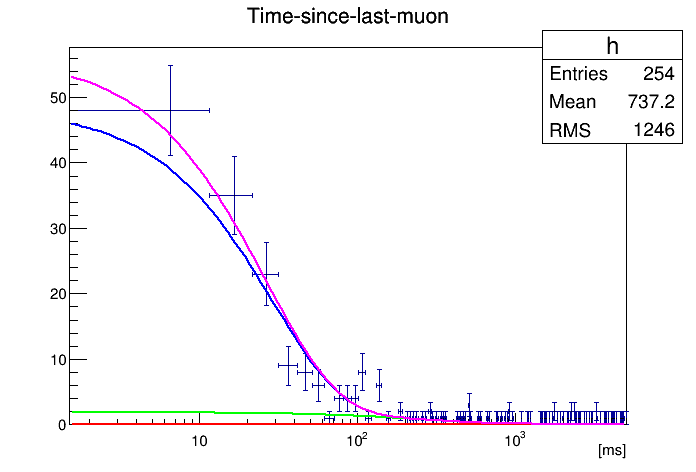 Time-since-last-muon
h
Entries 254
Mean 737.2
RMS 1246
50
40
30
20
10
0
10 10² 10³
[ms]